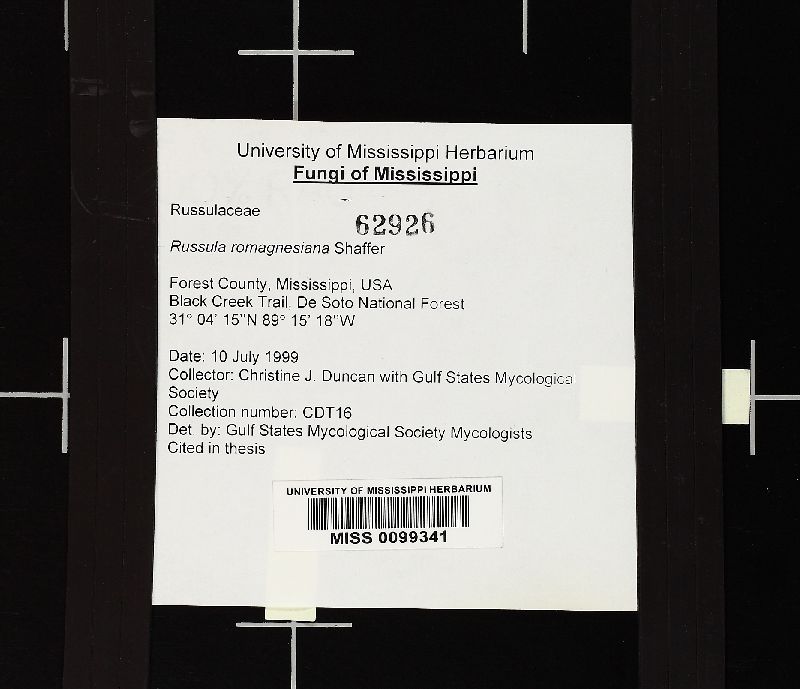 University of Mississippi Herbarium
Fungi of Mississippi
Russulaceae
62926
Russula romagnesiana Shaffer
Forest County, Mississippi, USA
Black Creek Trail, De Soto National Forest
31° 04' 15"N 89° 15' 18"W
Date: 10 July 1999
Collector: Christine J. Duncan with Gulf States Mycologica
Society
Collection number: CDT16
Det. by: Gulf States Mycological Society Mycologists
Cited in thesis
UNIVERSITY OF MISSISSIPPI HERBARIUM
MISS 0099341